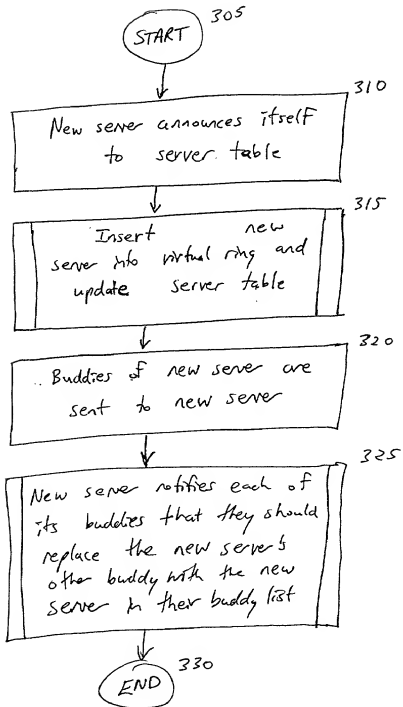 305
START
310
New server announces itself
to server table
315
Insert new
server into virtual ring and
update server table
320
Buddies of new server are
sent to new server
325
New server notifies each of
its buddies that they should
replace the new server's
other buddy with the new
server in their buddy list
330
END